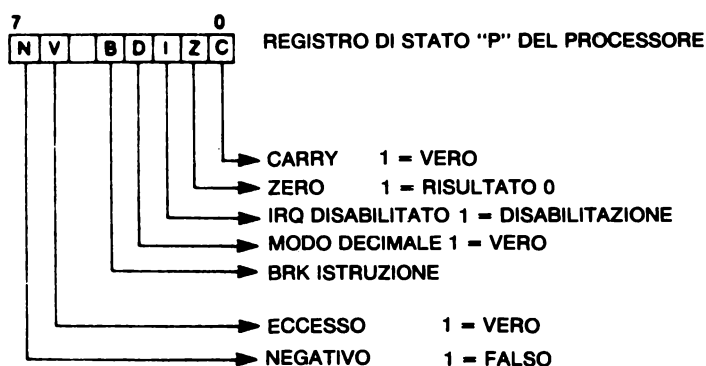 7 0
N V B D I Z C REGISTRO DI STATO "P" DEL PROCESSORE
CARRY 1 = VERO
ZERO 1 = RISULTATO 0
IRQ DISABILITATO 1 = DISABILITAZIONE
MODO DECIMALE 1 = VERO
BRK ISTRUZIONE
ECCESSO 1 = VERO
NEGATIVO 1 = FALSO